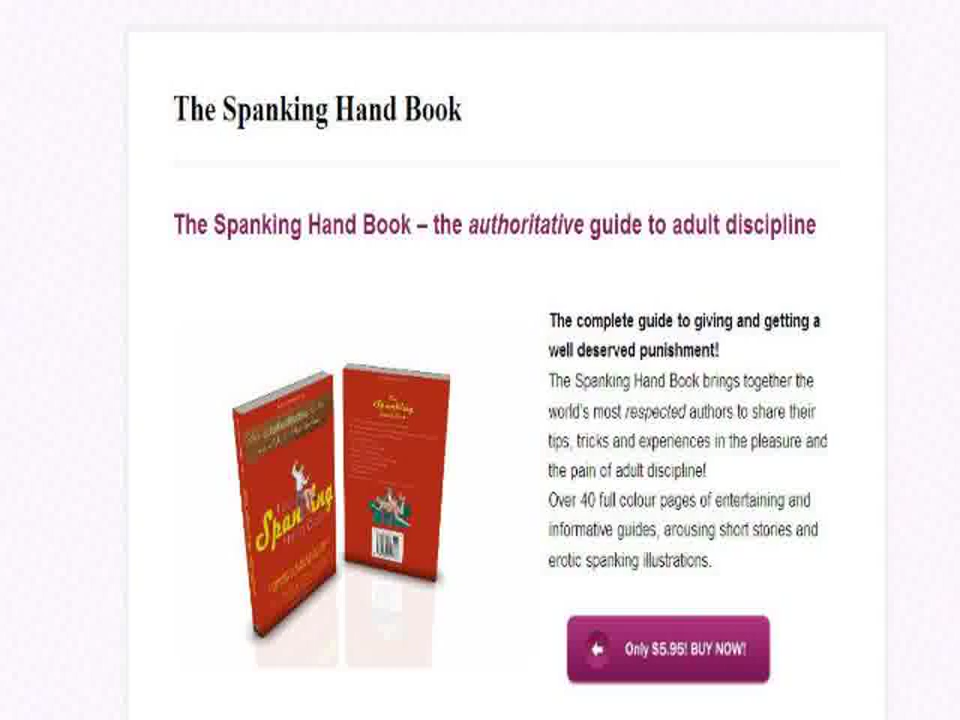 The Spanking Hand Book
The Spanking Hand Book – the authoritative guide to adult discipline
The complete guide to giving and getting a
well deserved punishment!
The Spanking Hand Book brings together the
world's most respected authors to share their
tips, tricks and experiences in the pleasure and
the pain of adult discipline!
Over 40 full colour pages of entertaining and
informative guides, arousing short stories and
erotic spanking illustrations.
Spanking
Spanking
Only $5.95! BUY NOW!